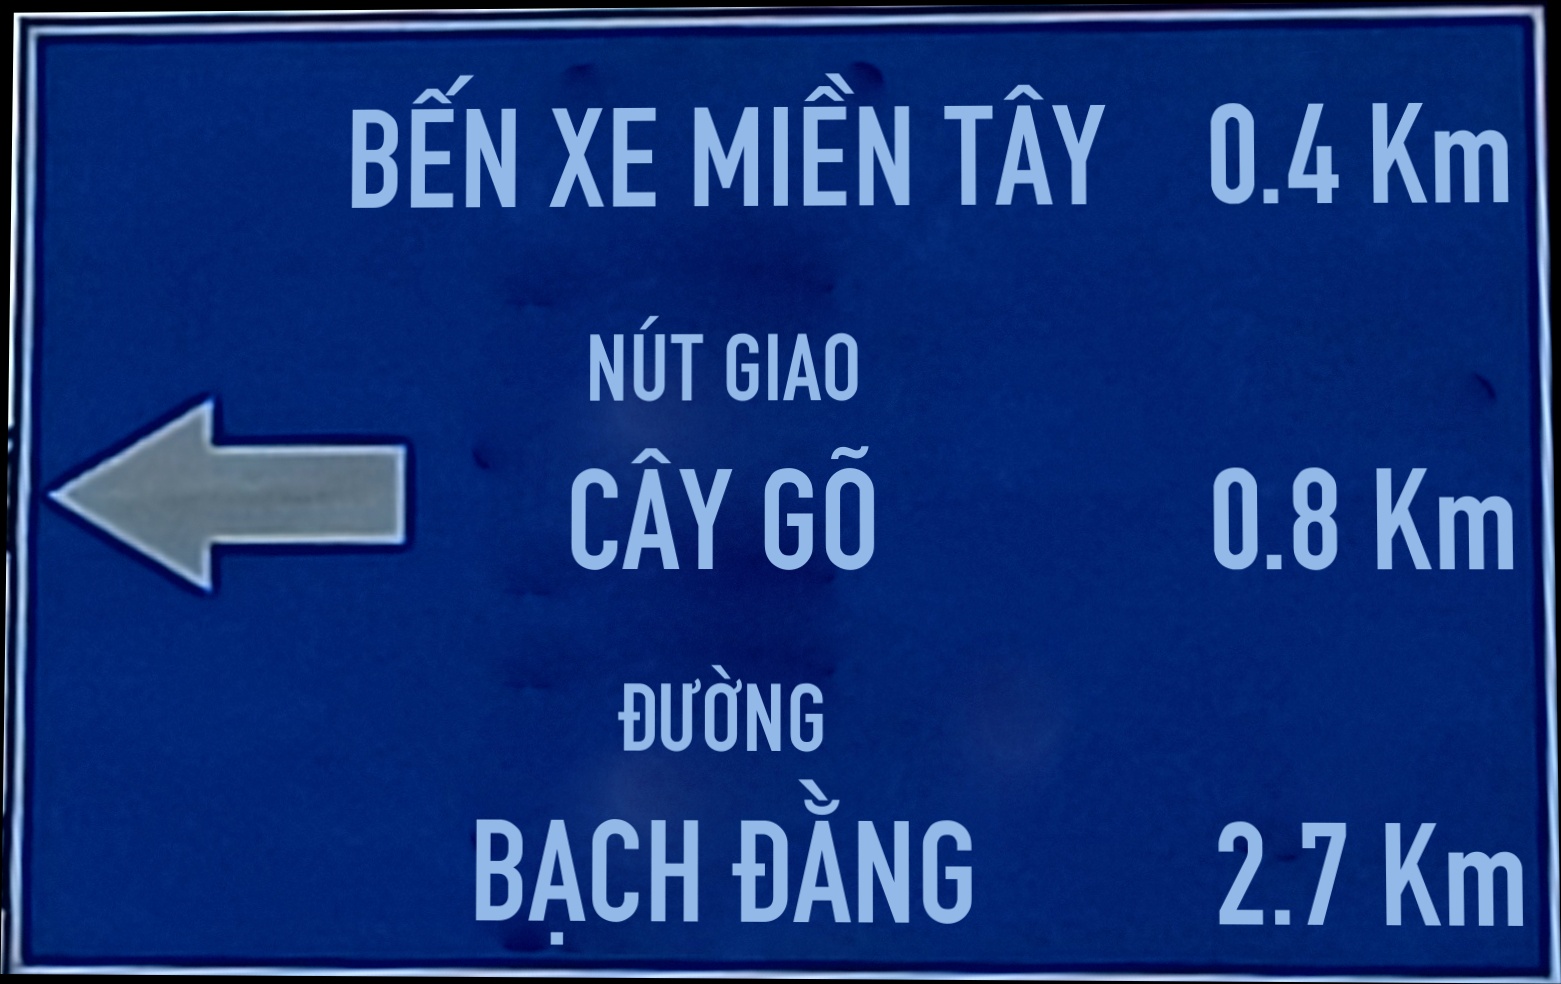 BẾN XE MIỀN TÂY 0.4 Km
NÚT GIAO
CÂY GÕ 0.8 Km
ĐƯỜNG
BẠCH ĐẰNG 2.7 Km